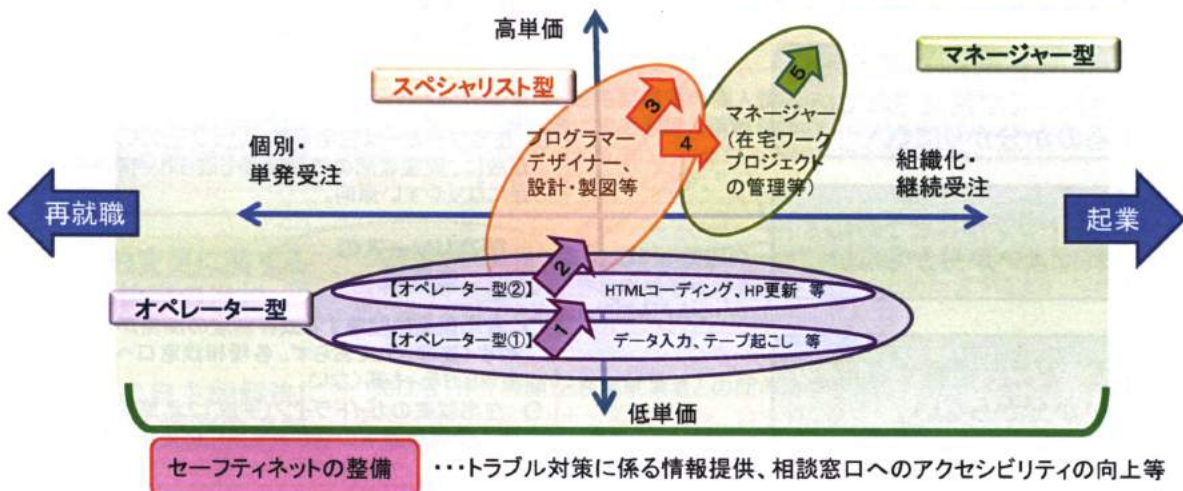 高単価
マネージャー型
スペシャリスト型
5
3
マネージャー
(在宅ワーク
プロジェクト
の管理等)
プログラマー
デザイナー、
設計・製図等
4
個別・
単発受注
組織化・
継続受注
再就職
起業
2
オペレーター型
【オペレーター型②】 HTMLコーディング、HP更新 等
1
【オペレーター型①】 データ入力、テープ起こし 等
低単価
セーフティネットの整備 ・・・トラブル対策に係る情報提供、相談窓口へのアクセシビリティの向上等